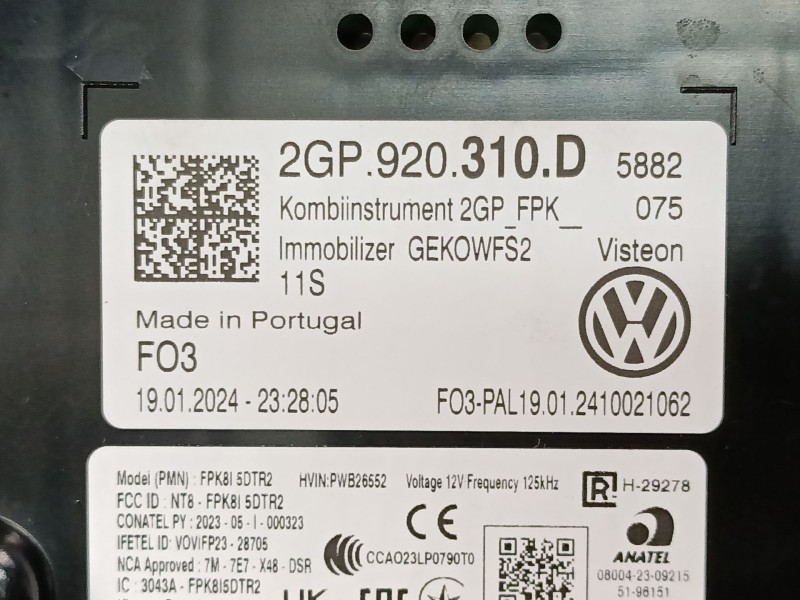 2GP.920.310.D 5882
Kombiinstrument 2GP_FPK_ 075
Immobilizer GEKOWFS2 Visteon
11S
Made in Portugal
FO3
19.01.2024 - 23:28:05 FO3-PAL19.01.2410021062
Model (PMN) : FPK8I 5DTR2 HVIN:PWB26552 Voltage 12V Frequency 125kHz
R H-29278
FCC ID : NT8 - FPK8I 5DTR2
CONATEL PY : 2023 - 05 - I - 000323
IFETEL ID: VOVIFP23 - 28705
CE
NCA Approved : 7M - 7E7 - X48 - DSR
CCAO23LP0790T0
ANATEL
IC : 3043A - FPK8I5DTR2
08004-23-09215
51-98151